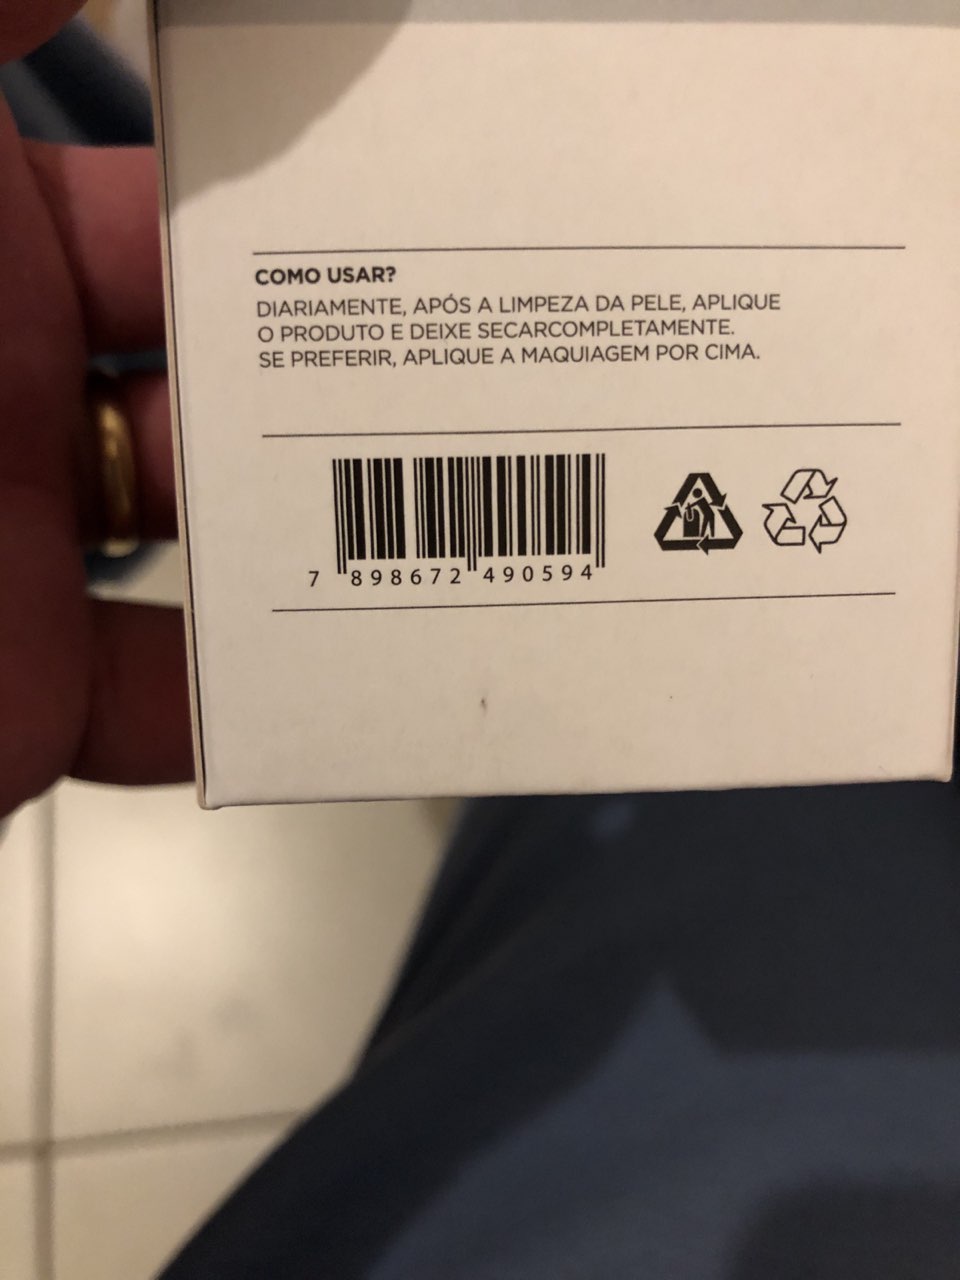 COMO USAR?
DIARIAMENTE, APÓS A LIMPEZA DA PELE, APLIQUE
O PRODUTO E DEIXE SECARCOMPLETAMENTE.
SE PREFERIR, APLIQUE A MAQUIAGEM POR CIMA.
7 898672 490594